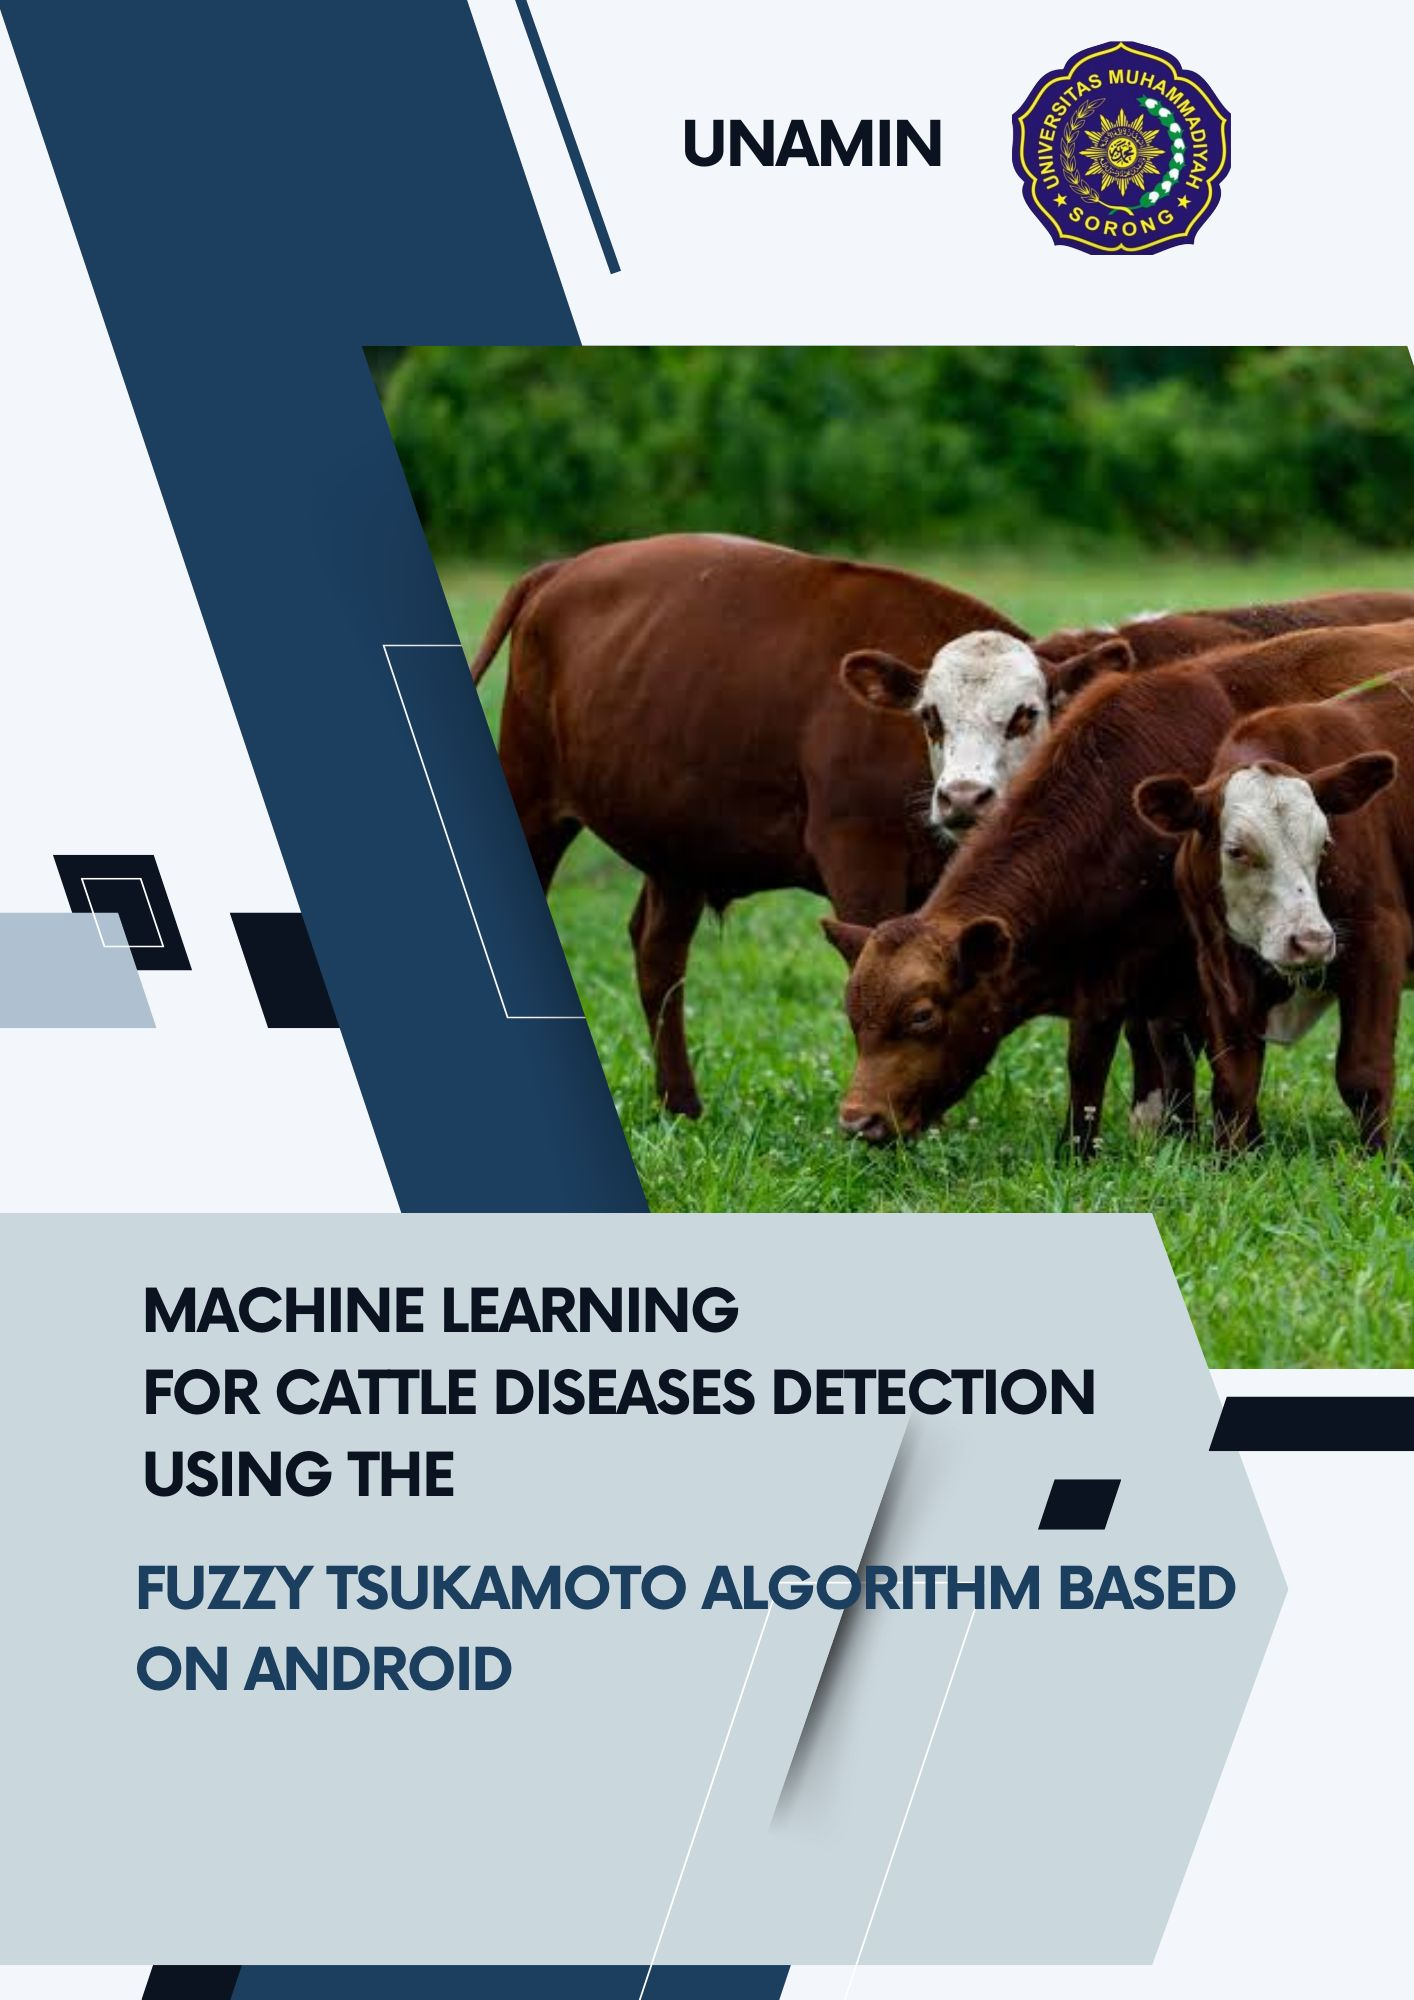 UNAMIN
UNIVERSITAS MUHAMMADIYAH
SORONG
MACHINE LEARNING
FOR CATTLE DISEASES DETECTION
USING THE
FUZZY TSUKAMOTO ALGORITHM BASED
ON ANDROID